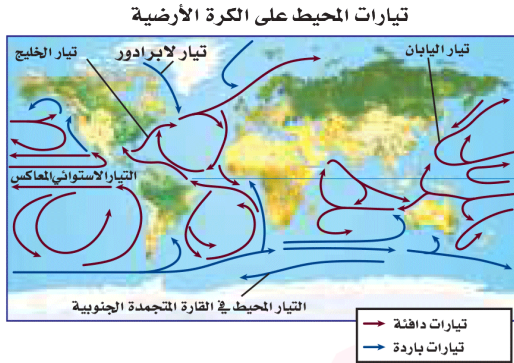 تيارات المحيط على الكرة الأرضية
تيار اليابان
تيار لابرادور
تيار الخليج
التيار الاستوائي المعاكس
التيار المحيط في القارة المتجمدة الجنوبية
تيارات دافئة
تيارات باردة